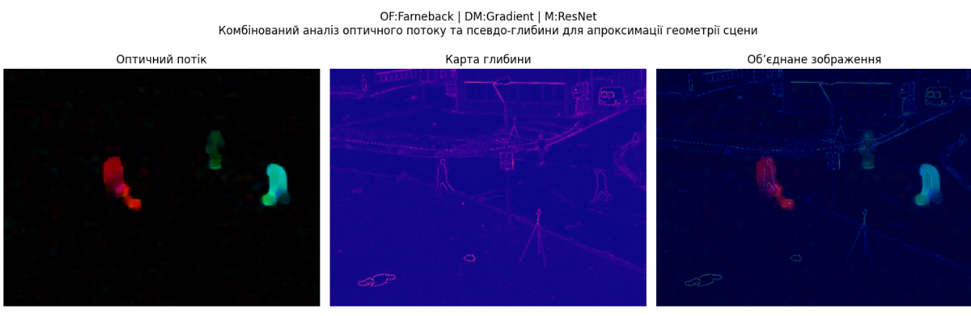 OF:Farneback | DM:Gradient | M:ResNet
Комбінований аналіз оптичного потоку та псевдо-глибини для апроксимації геометрії сцени
Оптичний потік
Карта глибини
Об’єднане зображення